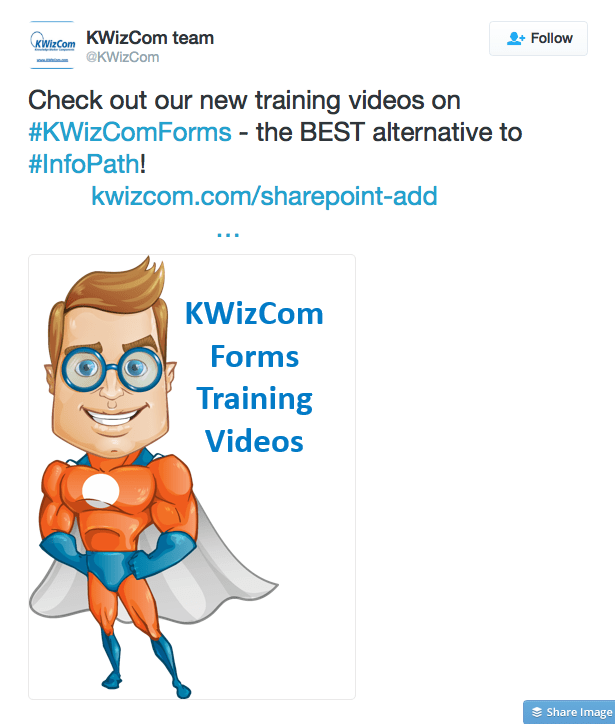 KWizCom
KWizCom team
@KWizCom
Follow
Check out our new training videos on
#KWizComForms - the BEST alternative to
#InfoPath!
kwizcom.com/sharepoint-add
...
KWizCom
Forms
Training
Videos
Share Image